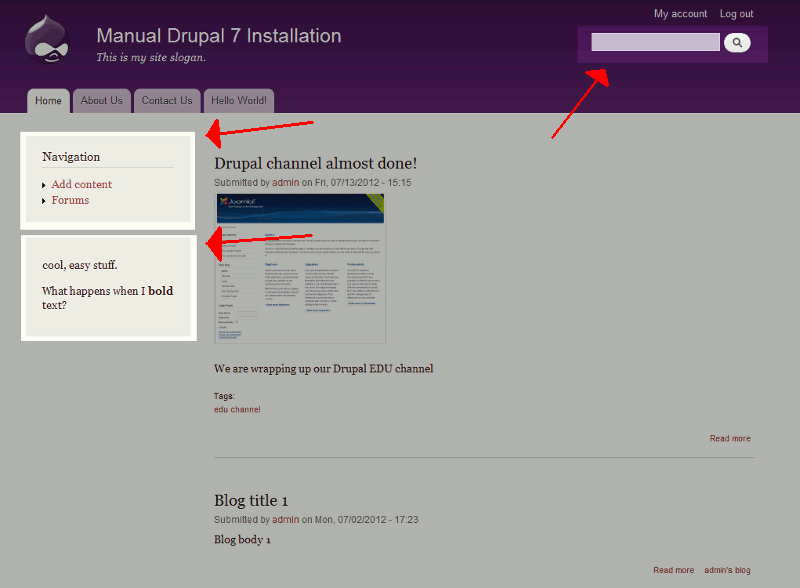 My account Log out
Manual Drupal 7 Installation
This is my site slogan.
Home About Us Contact Us Hello World!
Navigation
Add content
Forums
cool, easy stuff.
What happens when I bold
text?
Drupal channel almost done!
Submitted by admin on Fri, 07/13/2012 - 15:15
Joomla!
We are wrapping up our Drupal EDU channel
Tags:
edu channel
Read more
Blog title 1
Submitted by admin on Mon, 07/02/2012 - 17:23
Blog body 1
Read more admin's blog